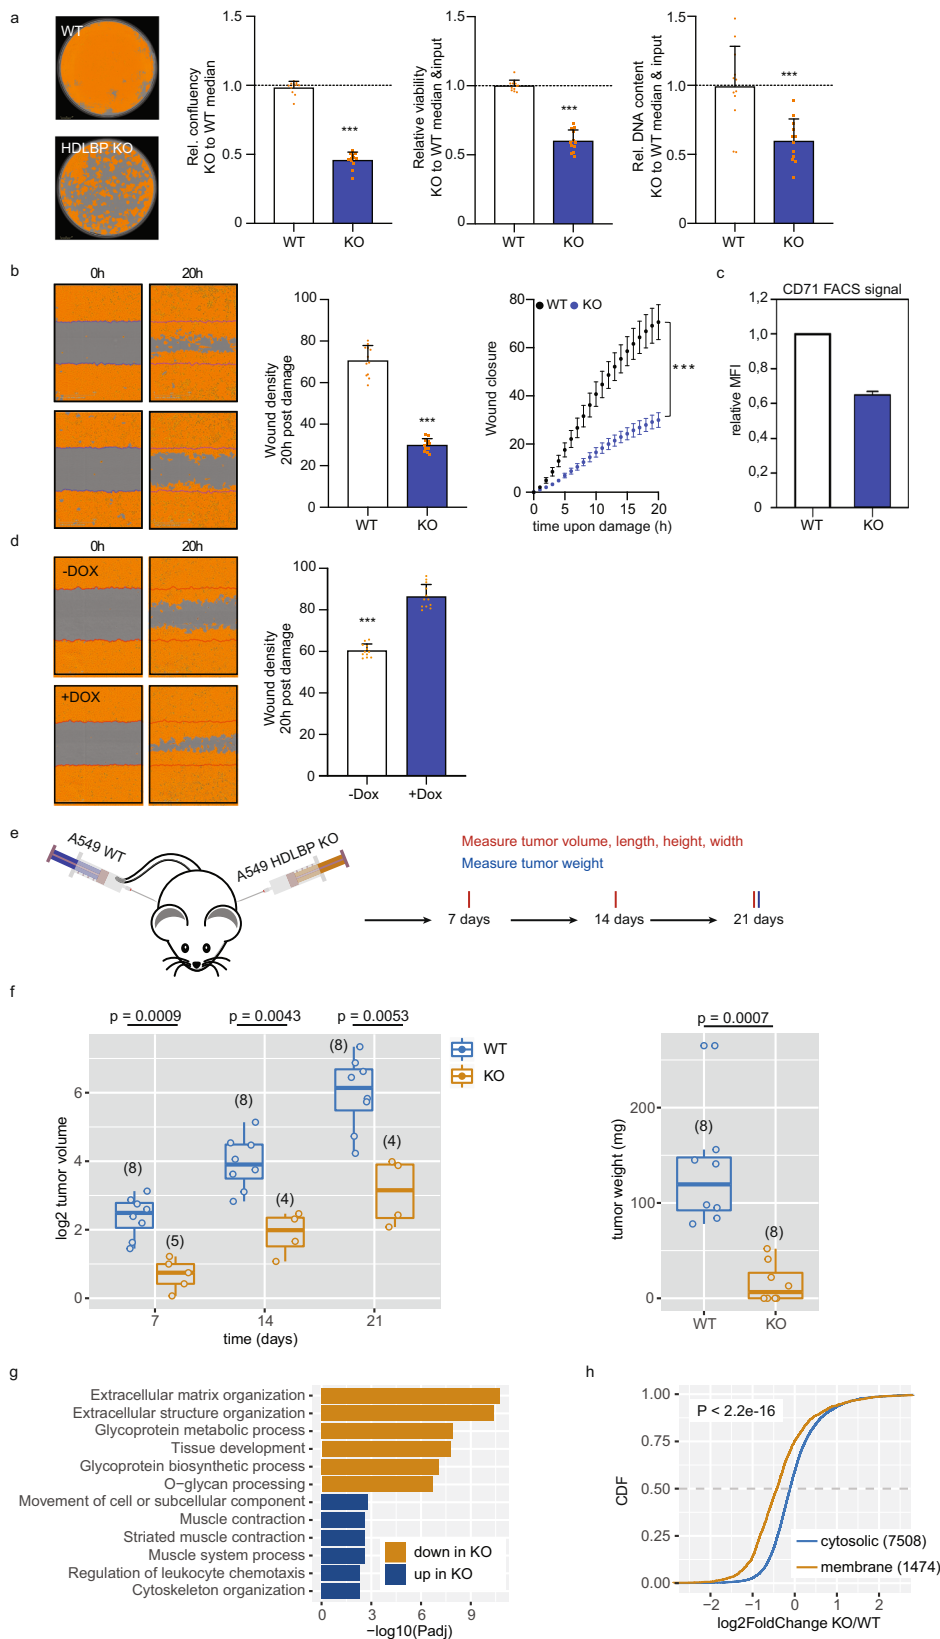 a
WT
HDLBP KO
Rel. confluency
KO to WT median
1.5
1.0
0.5
0
***
WT
KO
Relative viability
KO to WT median &input
1.5
1.0
0.5
0
***
WT
KO
Rel. DNA content
KO to WT median & input
1.5
1.0
0.5
0
***
WT
KO
b
0h
20h
Wound density
20h post damage
100
80
60
40
20
0
***
WT
KO
Wound closure
80
60
40
20
0
WT
KO
***
0
5
10
15
20
time upon damage (h)
c
CD71 FACS signal
relative MFI
1,2
1,0
0,8
0,6
0,4
0,2
0
WT
KO
d
0h
20h
-DOX
+DOX
Wound density
20h post damage
100
80
60
40
20
0
***
-Dox
+Dox
e
A549 WT
A549 HDLBP KO
Measure tumor volume, length, height, width
Measure tumor weight
7 days
14 days
21 days
f
p = 0.0009
p = 0.0043
p = 0.0053
log2 tumor volume
6
4
2
0
(8)
(5)
(8)
(4)
(8)
(4)
7
14
21
time (days)
WT
KO
p = 0.0007
tumor weight (mg)
200
100
0
(8)
(8)
WT
KO
g
Extracellular matrix organization
Extracellular structure organization
Glycoprotein metabolic process
Tissue development
Glycoprotein biosynthetic process
O-glycan processing
Movement of cell or subcellular component
Muscle contraction
Striated muscle contraction
Muscle system process
Regulation of leukocyte chemotaxis
Cytoskeleton organization
down in KO
up in KO
0
3
6
9
−log10(Padj)
h
CDF
1.00
0.75
0.50
0.25
0.00
P < 2.2e-16
cytosolic (7508)
membrane (1474)
−2
−1
0
1
2
log2FoldChange KO/WT